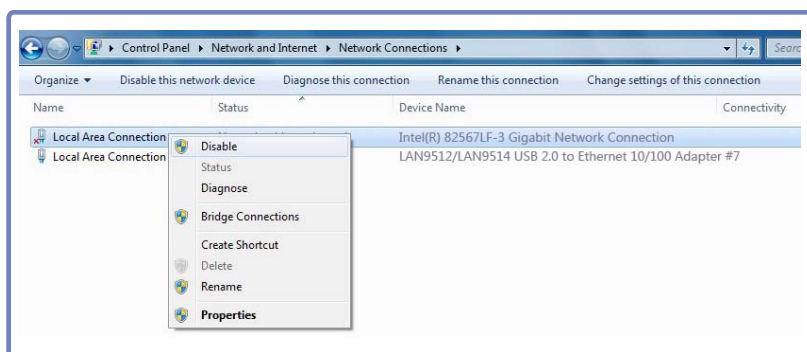 Control Panel ▸ Network and Internet ▸ Network Connections ▸
Organize ▾ Disable this network device Diagnose this connection Rename this connection Change settings of this connection
Name Status Device Name Connectivity
Local Area Connection Intel(R) 82567LF-3 Gigabit Network Connection
Local Area Connection LAN9512/LAN9514 USB 2.0 to Ethernet 10/100 Adapter #7
Disable
Status
Diagnose
Bridge Connections
Create Shortcut
Delete
Rename
Properties